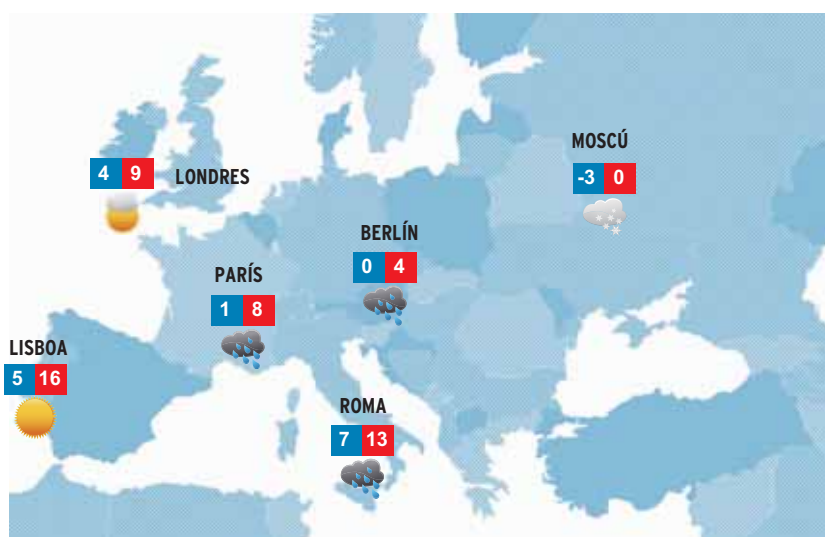 MOSCÚ
-3 0
4 9
LONDRES
BERLÍN
0 4
PARÍS
1 8
LISBOA
5 16
ROMA
7 13